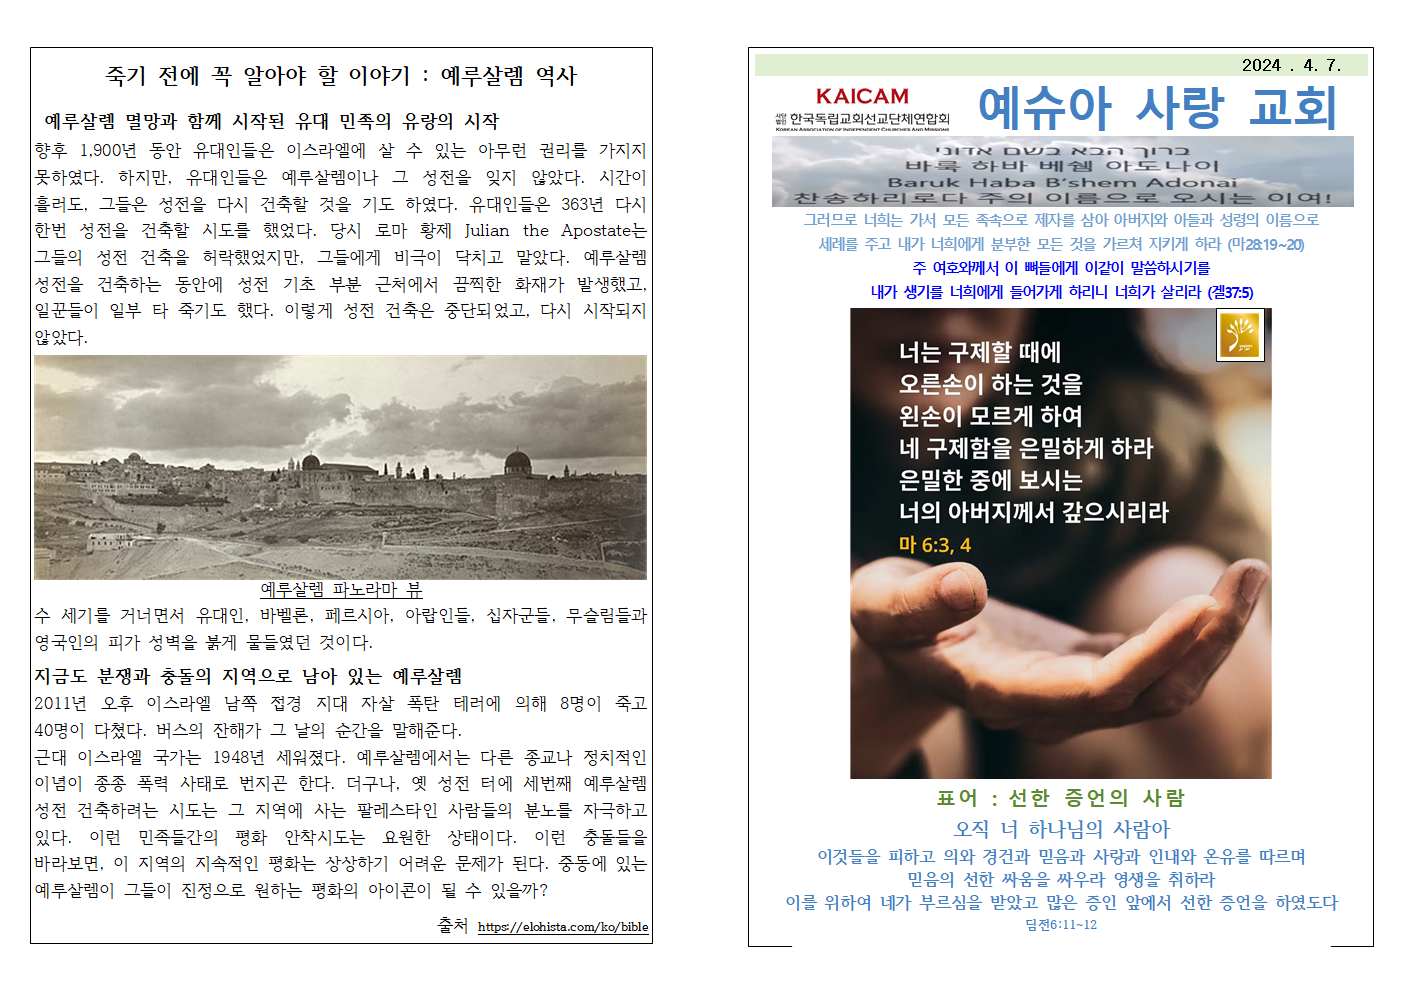 죽기 전에 꼭 알아야 할 이야기 : 예루살렘 역사
예루살렘 멸망과 함께 시작된 유대 민족의 유랑의 시작
향후 1,900년 동안 유대인들은 이스라엘에 살 수 있는 아무런 권리를 가지지
못하였다. 하지만, 유대인들은 예루살렘이나 그 성전을 잊지 않았다. 시간이
흘러도, 그들은 성전을 다시 건축할 것을 기도 하였다. 유대인들은 363년 다시
한번 성전을 건축할 시도를 했었다. 당시 로마 황제 Julian the Apostate는
그들의 성전 건축을 허락했었지만, 그들에게 비극이 닥치고 말았다. 예루살렘
성전을 건축하는 동안에 성전 기초 부분 근처에서 끔찍한 화재가 발생했고,
일꾼들이 일부 타 죽기도 했다. 이렇게 성전 건축은 중단되었고, 다시 시작되지
않았다.
예루살렘 파노라마 뷰
수 세기를 거너면서 유대인, 바벨론, 페르시아, 아랍인들, 십자군들, 무슬림들과
영국인의 피가 성벽을 붉게 물들였던 것이다.
지금도 분쟁과 충돌의 지역으로 남아 있는 예루살렘
2011년 오후 이스라엘 남쪽 접경 지대 자살 폭탄 테러에 의해 8명이 죽고
40명이 다쳤다. 버스의 잔해가 그 날의 순간을 말해준다.
근대 이스라엘 국가는 1948년 세워졌다. 예루살렘에서는 다른 종교나 정치적인
이념이 종종 폭력 사태로 번지곤 한다. 더구나, 옛 성전 터에 세번째 예루살렘
성전 건축하려는 시도는 그 지역에 사는 팔레스타인 사람들의 분노를 자극하고
있다. 이런 민족들간의 평화 안착시도는 요원한 상태이다. 이런 충돌들을
바라보면, 이 지역의 지속적인 평화는 상상하기 어려운 문제가 된다. 중동에 있는
예루살렘이 그들이 진정으로 원하는 평화의 아이콘이 될 수 있을까?
출처 https://elohista.com/ko/bible
2024 . 4. 7.
KAICAM
사단법인 한국독립교회선교단체연합회
KOREAN ASSOCIATION OF INDEPENDENT CHURCHES AND MISSIONS
예슈아 사랑 교회
ברוך הבא בשם אדוני
바룩 하바 베쉠 아도나이
Baruk Haba B'shem Adonai
찬송하리로다 주의 이름으로 오시는 이여!
그러므로 너희는 가서 모든 족속으로 제자를 삼아 아버지와 아들과 성령의 이름으로
세례를 주고 내가 너희에게 분부한 모든 것을 가르쳐 지키게 하라 (마28:19~20)
주 여호와께서 이 뼈들에게 이같이 말씀하시기를
내가 생기를 너희에게 들어가게 하리니 너희가 살리라 (겔37:5)
너는 구제할 때에
오른손이 하는 것을
왼손이 모르게 하여
네 구제함을 은밀하게 하라
은밀한 중에 보시는
너의 아버지께서 갚으시리라
마 6:3, 4
표어 : 선한 증언의 사람
오직 너 하나님의 사람아
이것들을 피하고 의와 경건과 믿음과 사랑과 인내와 온유를 따르며
믿음의 선한 싸움을 싸우라 영생을 취하라
이를 위하여 네가 부르심을 받았고 많은 증인 앞에서 선한 증언을 하였도다
딤전6:11~12